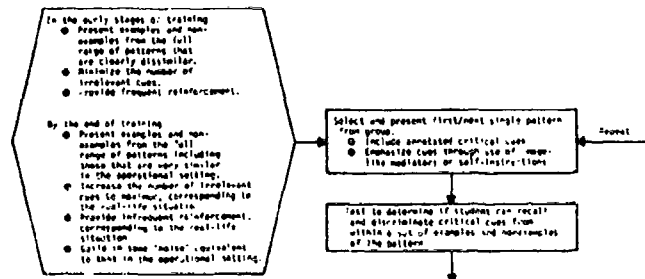 In the early stages of training
● Present examples and non-
examples from the full
range of patterns that
are clearly dissimilar.
● Minimize the number of
irrelevant cues.
● Provide frequent reinforcement.
By the end of training
● Present examples and non-
examples from the full
range of patterns including
those that are very similar
in the operational setting.
● Increase the number of irrelevant
cues to maximum, corresponding
to the real-life situation
● Provide infrequent reinforcement,
corresponding to the real-life
situation
● Build in some "noise" equivalent
to that in the operational setting.
Select and present first/next single pattern
from group.
● Include annotated critical cues
● Emphasize cues through use of image-
like mediators or self-instructions
Repeat
Test to determine if students can recall
and discriminate critical cues from
within a set of examples and nonexamples
of the pattern